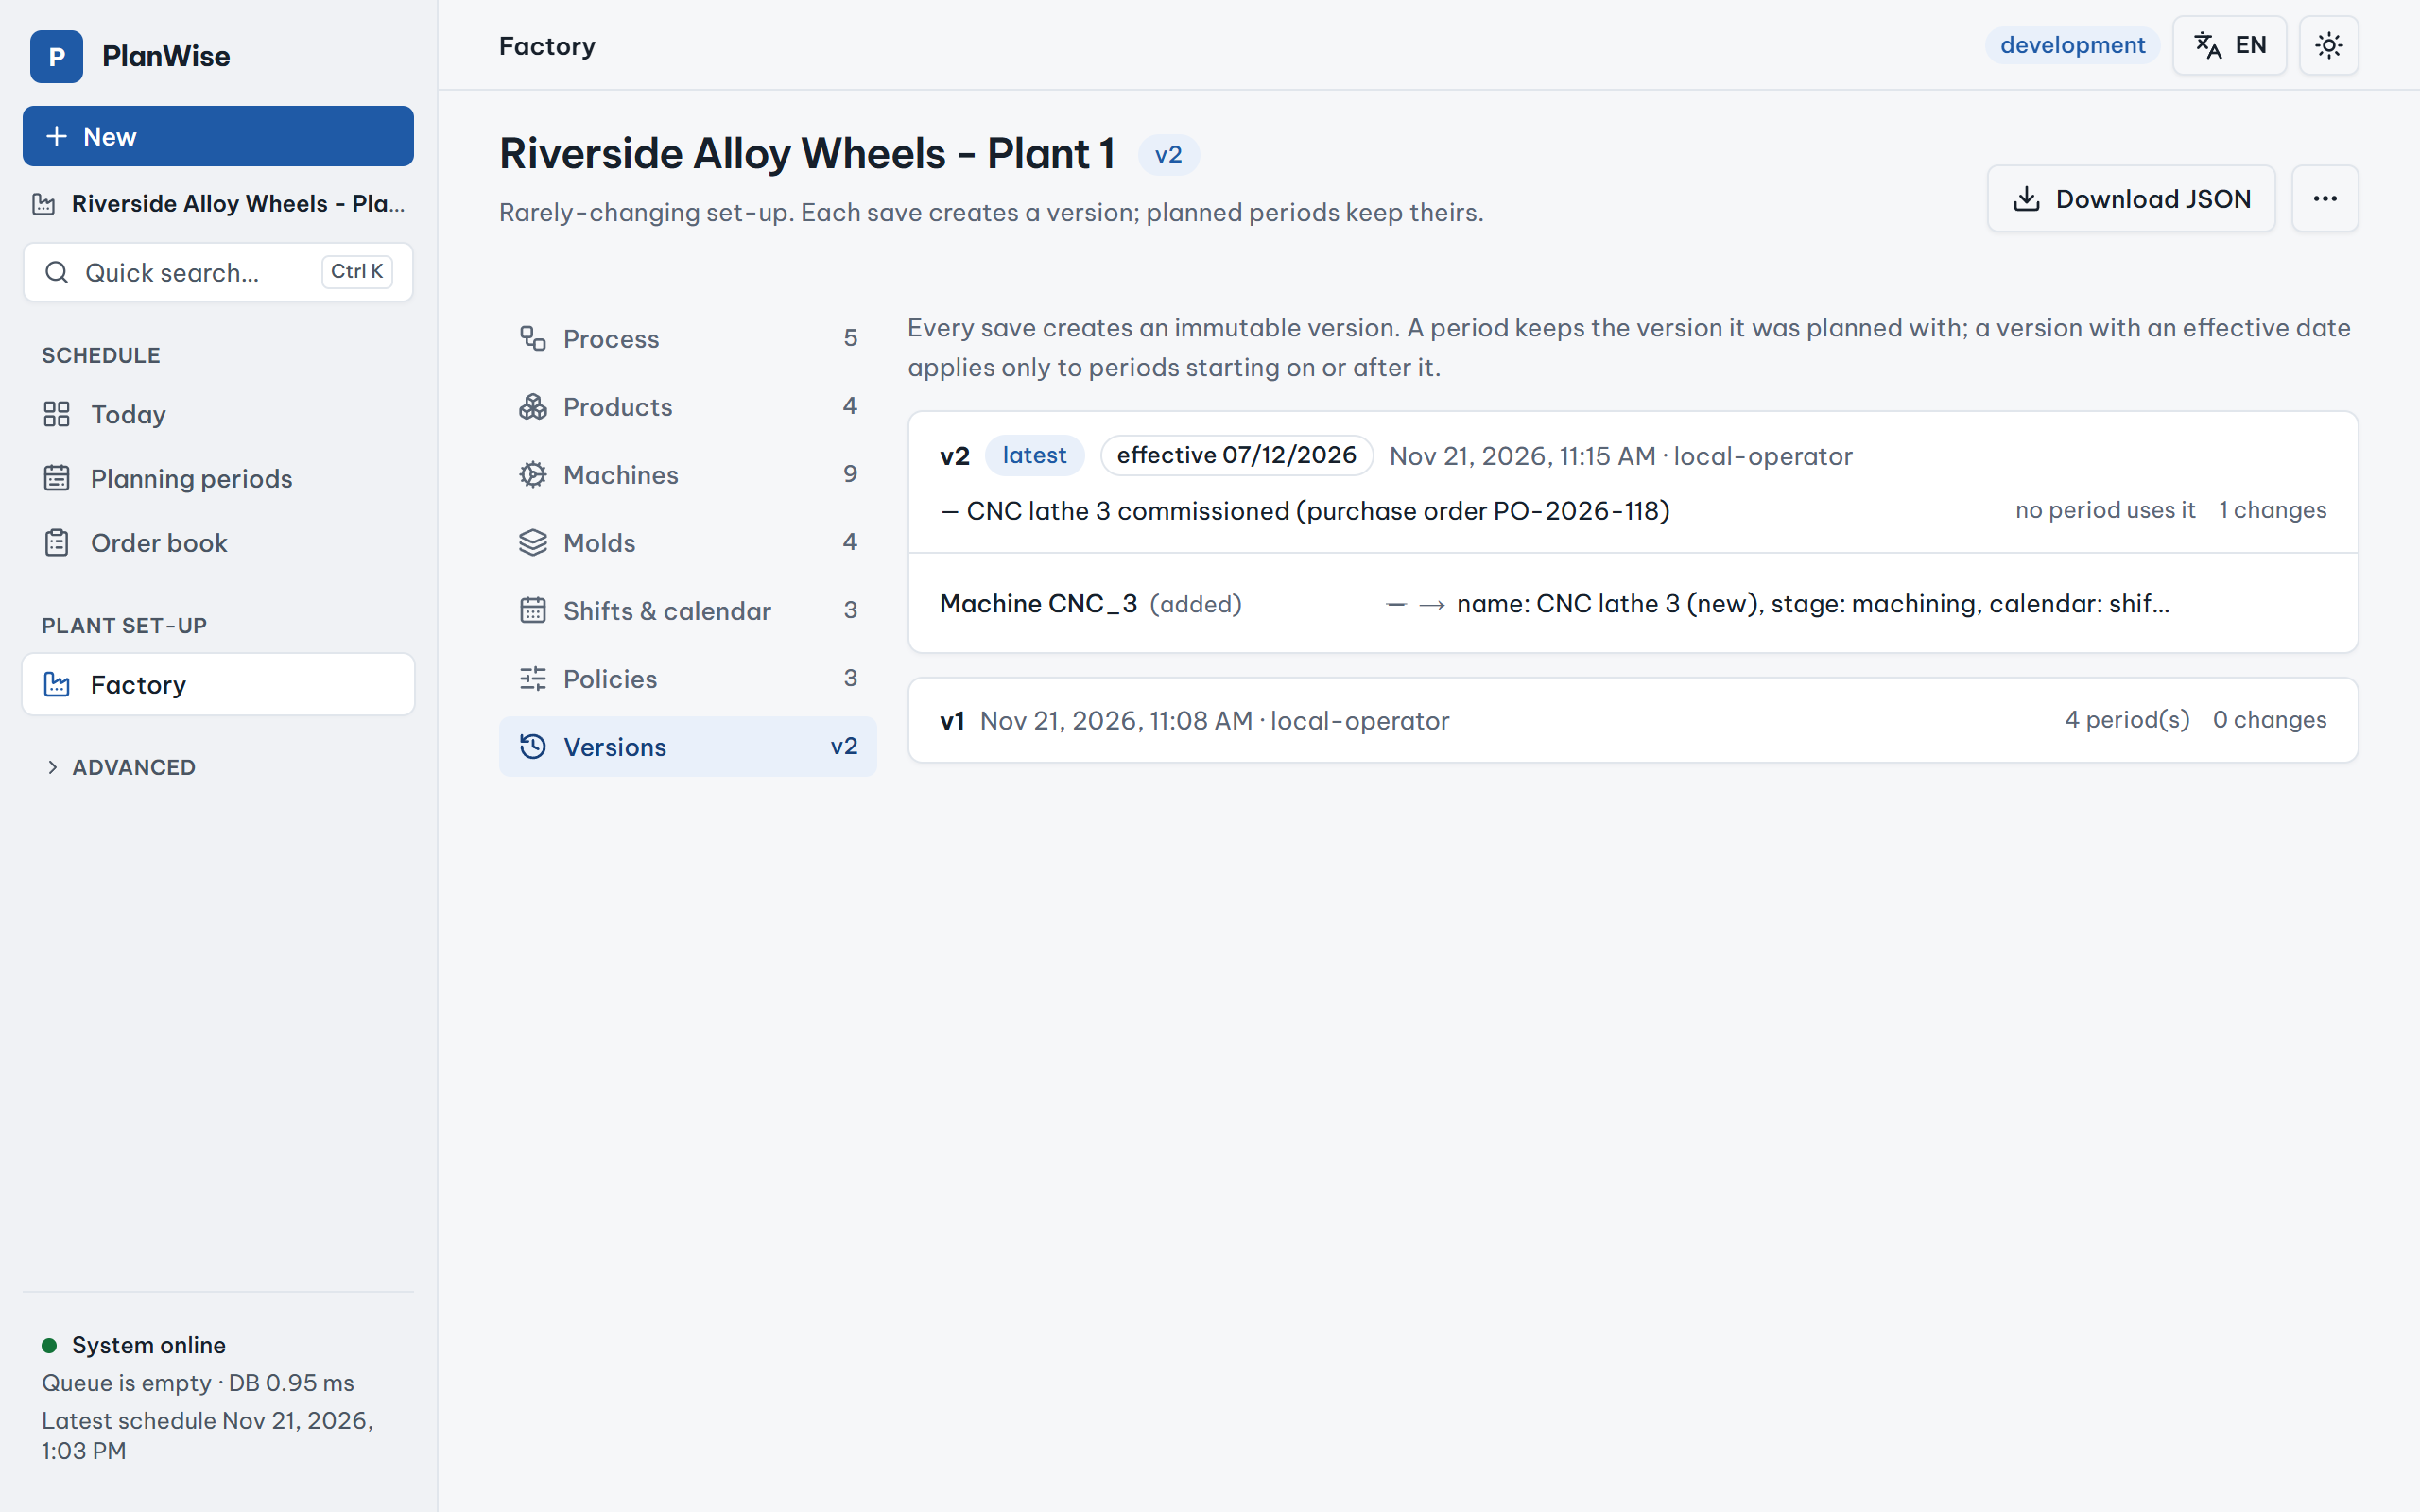 P PlanWise
New
Riverside Alloy Wheels - Pla...
Quick search... Ctrl K
SCHEDULE
Today
Planning periods
Order book
PLANT SET-UP
Factory
ADVANCED
System online
Queue is empty · DB 0.95 ms
Latest schedule Nov 21, 2026,
1:03 PM
Factory
development
EN
Riverside Alloy Wheels - Plant 1 v2
Rarely-changing set-up. Each save creates a version; planned periods keep theirs.
Download JSON
Process 5
Products 4
Machines 9
Molds 4
Shifts & calendar 3
Policies 3
Versions v2
Every save creates an immutable version. A period keeps the version it was planned with; a version with an effective date
applies only to periods starting on or after it.
v2 latest effective 07/12/2026 Nov 21, 2026, 11:15 AM · local-operator
— CNC lathe 3 commissioned (purchase order PO-2026-118) no period uses it 1 changes
Machine CNC_3 (added) — → name: CNC lathe 3 (new), stage: machining, calendar: shif...
v1 Nov 21, 2026, 11:08 AM · local-operator 4 period(s) 0 changes